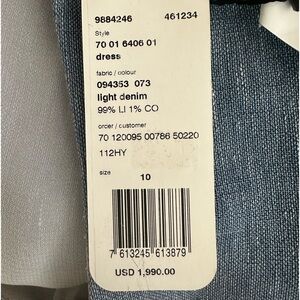 9884246 461234
Style
70 01 6406 01
dress
fabric / colour
094353 073
light denim
99% LI 1% CO
order / customer
70 120095 00786 50220
112HY
size 10
7 613245 613879
USD 1,990.00